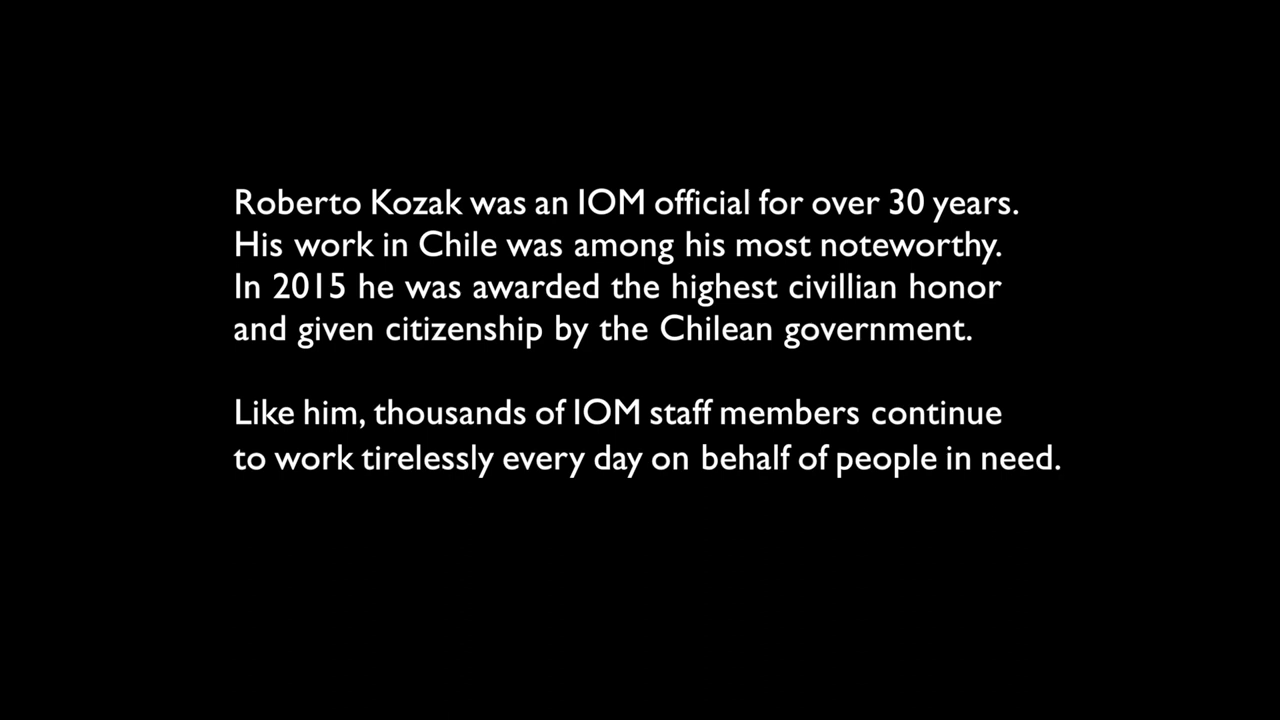 Roberto Kozak was an IOM official for over 30 years.
His work in Chile was among his most noteworthy.
In 2015 he was awarded the highest civillian honor
and given citizenship by the Chilean government.
Like him, thousands of IOM staff members continue
to work tirelessly every day on behalf of people in need.